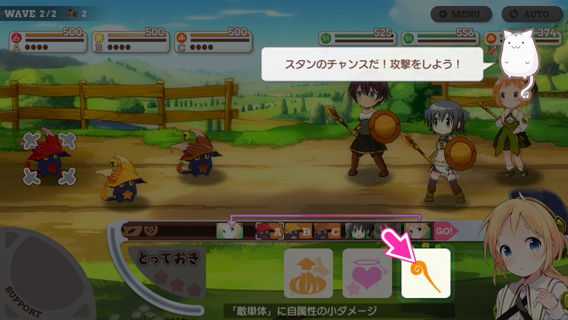 WAVE 2/2 2
MENU
AUTO
500
500
500
525
556
374
A
B
C
スタンのチャンスだ！攻撃をしよう！
A B C
GO!
とっておき
SUPPORT
「敵単体」に自属性の小ダメージ